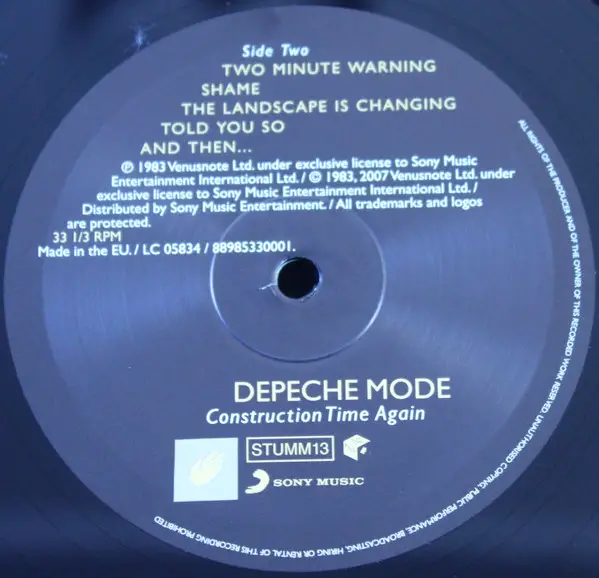 Side Two
TWO MINUTE WARNING
SHAME
THE LANDSCAPE IS CHANGING
TOLD YOU SO
AND THEN...
℗ 1983 Venusnote Ltd. under exclusive license to Sony Music
Entertainment International Ltd. / © 1983, 2007 Venusnote Ltd. under
exclusive license to Sony Music Entertainment International Ltd. /
Distributed by Sony Music Entertainment. / All trademarks and logos
are protected.
33 1/3 RPM
Made in the EU. / LC 05834 / 88985330001.
DEPECHE MODE
Construction Time Again
STUMM13
SONY MUSIC
ALL RIGHTS OF THE PRODUCER AND OF THE OWNER OF THIS RECORDED WORK RESERVED. UNAUTHORISED COPYING, PUBLIC PERFORMANCE, BROADCASTING, HIRING OR RENTAL OF THIS RECORDING PROHIBITED